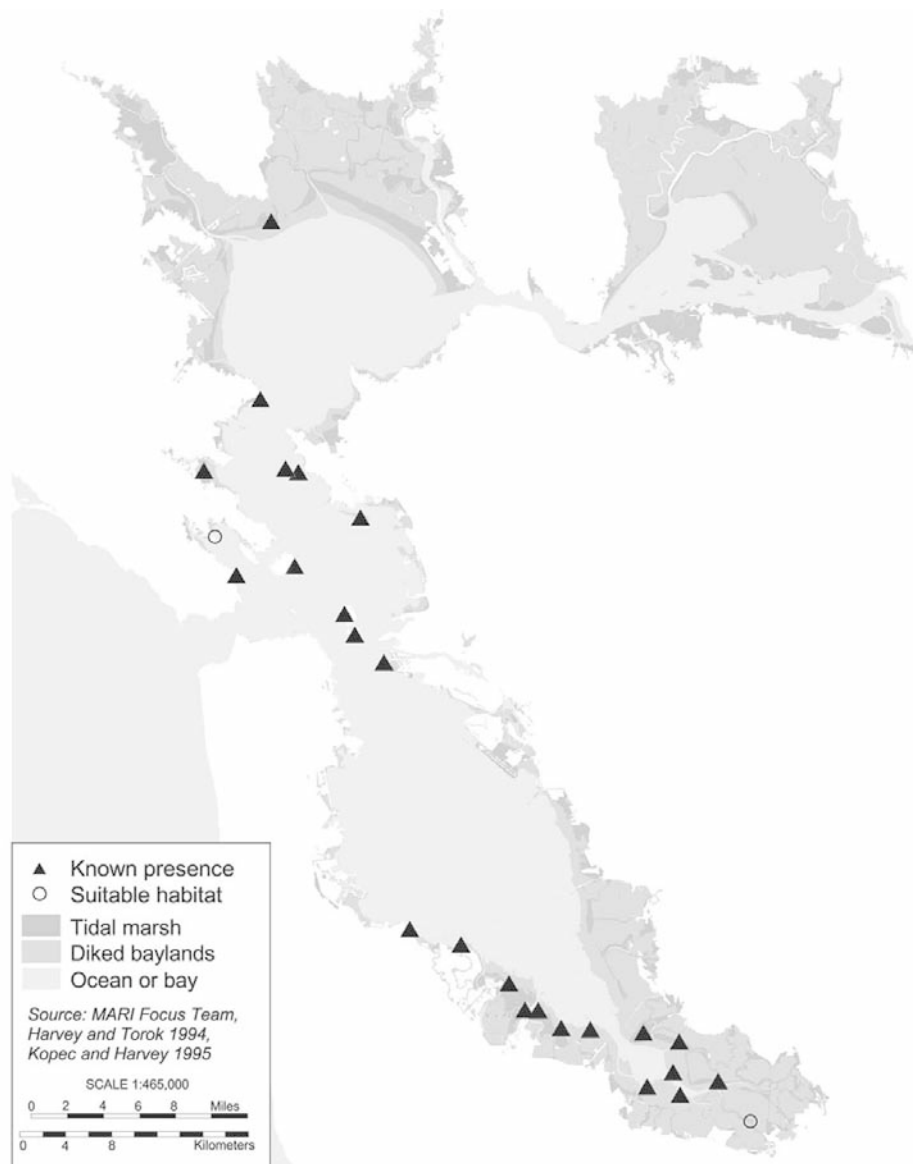 Known presence
Suitable habitat
Tidal marsh
Diked baylands
Ocean or bay
Source: MARI Focus Team,
Harvey and Torok 1994,
Kopec and Harvey 1995
SCALE 1:465,000
0 2 4 6 8 Miles
0 4 8 Kilometers